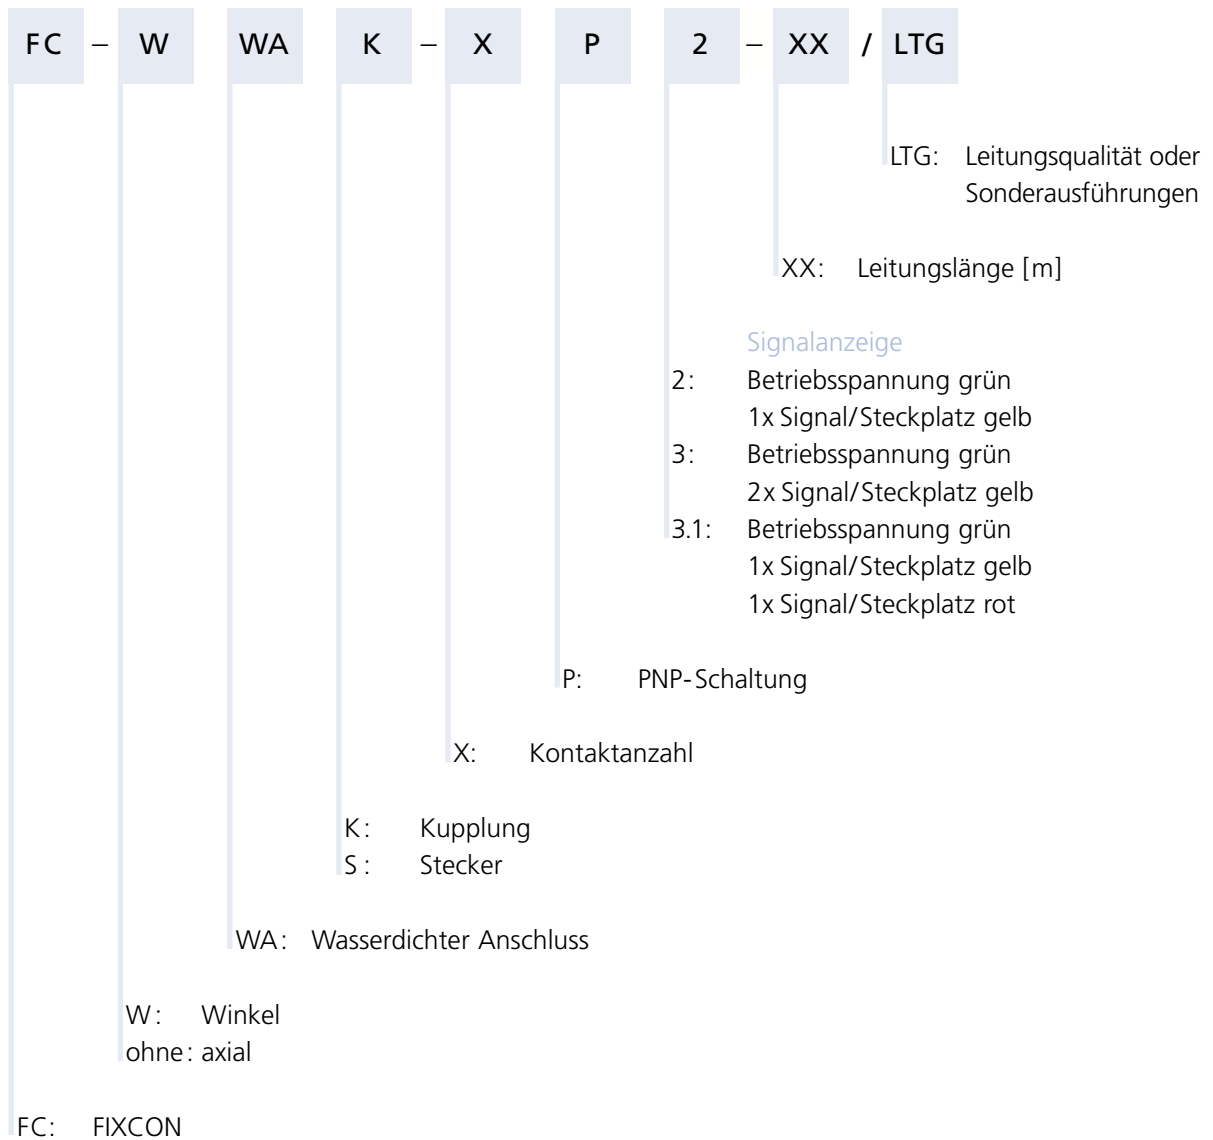 FC – W WA K – X P 2 – XX / LTG
LTG: Leitungsqualität oder
Sonderausführungen
XX: Leitungslänge [m]
Signalanzeige
2: Betriebsspannung grün
1x Signal/Steckplatz gelb
3: Betriebsspannung grün
2x Signal/Steckplatz gelb
3.1: Betriebsspannung grün
1x Signal/Steckplatz gelb
1x Signal/Steckplatz rot
P: PNP-Schaltung
X: Kontaktanzahl
K: Kupplung
S: Stecker
WA: Wasserdichter Anschluss
W: Winkel
ohne: axial
FC: FIXCON